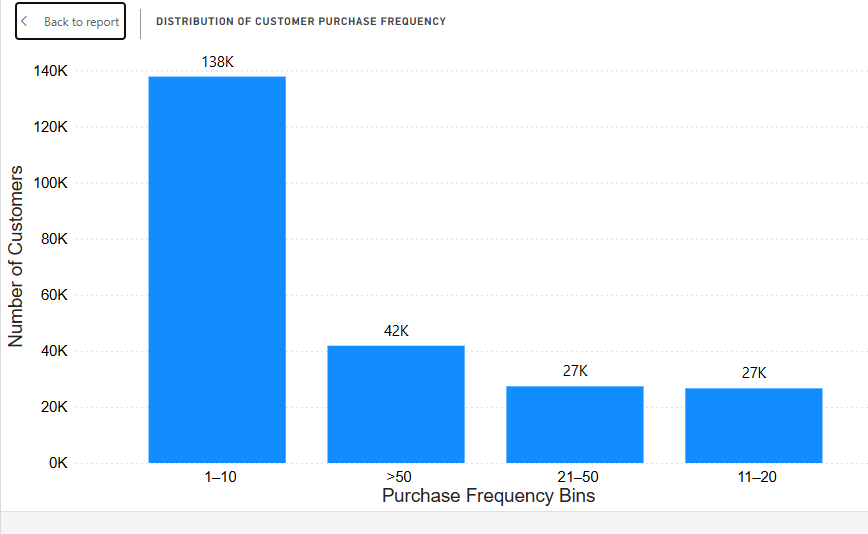 Back to report
DISTRIBUTION OF CUSTOMER PURCHASE FREQUENCY
Number of Customers
140K
120K
100K
80K
60K
40K
20K
0K
138K
42K
27K
27K
1–10
>50
21–50
11–20
Purchase Frequency Bins